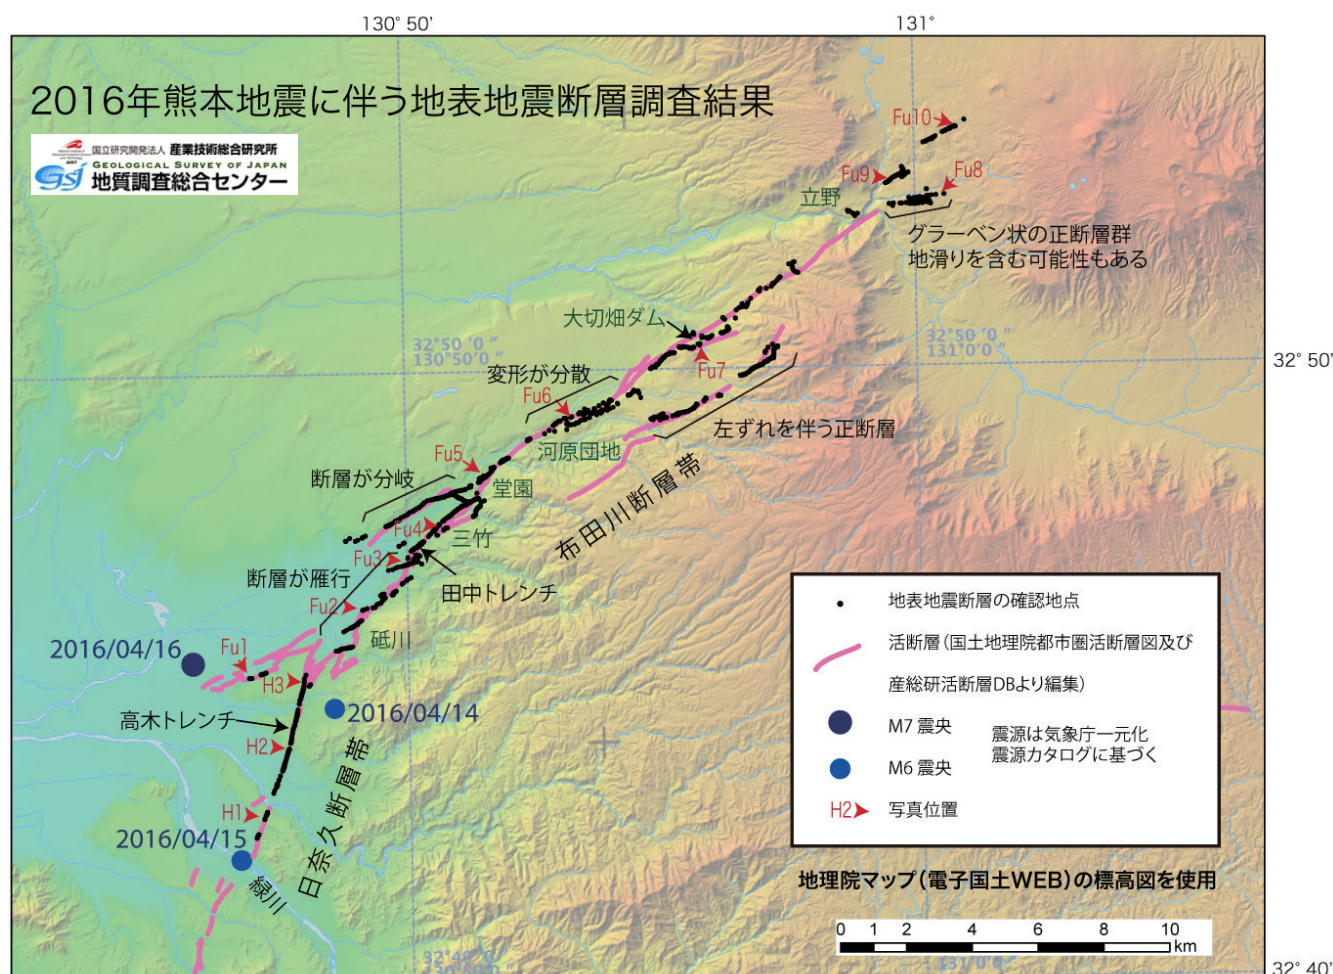 130° 50'
131°
2016年熊本地震に伴う地表地震断層調査結果
国立研究開発法人 産業技術総合研究所
GEOLOGICAL SURVEY OF JAPAN
GSJ 地質調査総合センター
Fu10
Fu9
Fu8
立野
グラーベン状の正断層群
地滑りを含む可能性もある
大切畑ダム
32°50'0"
130°50'0"
32°50'0"
131°0'0"
32° 50'
Fu7
変形が分散
Fu6
左ずれを伴う正断層
河原団地
Fu5
断層が分岐
堂園
布田川断層帯
Fu4
三竹
Fu3
断層が雁行
田中トレンチ
Fu2
砥川
2016/04/16
Fu1
H3
2016/04/14
高木トレンチ
H2
日奈久断層帯
H1
2016/04/15
緑川
地表地震断層の確認地点
活断層(国土地理院都市圏活断層図及び
産総研活断層DBより編集)
M7 震央
震源は気象庁一元化
震源カタログに基づく
M6 震央
H2 写真位置
地理院マップ(電子国土WEB)の標高図を使用
0 1 2 4 6 8 10
km
131°0'0"
32° 40'